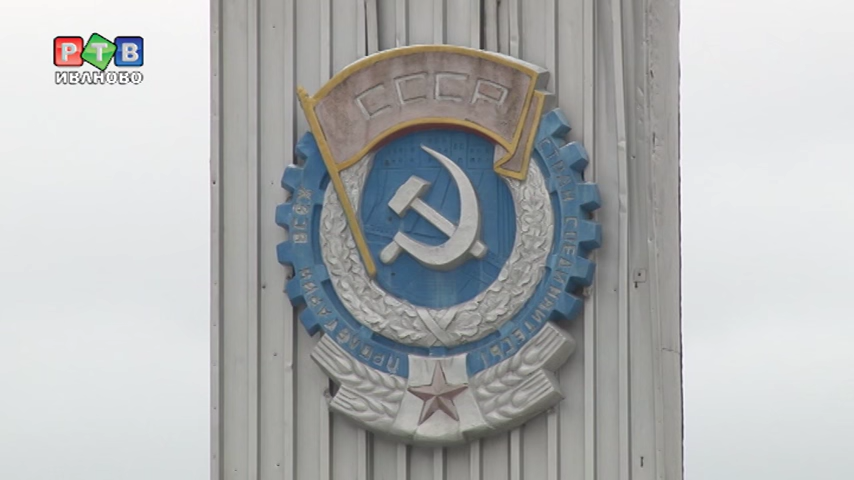 РТВ
ИВАНОВО
СССР
ПРОЛЕТАРИИ ВСЕХ СТРАН СОЕДИНЯЙТЕСЬ!